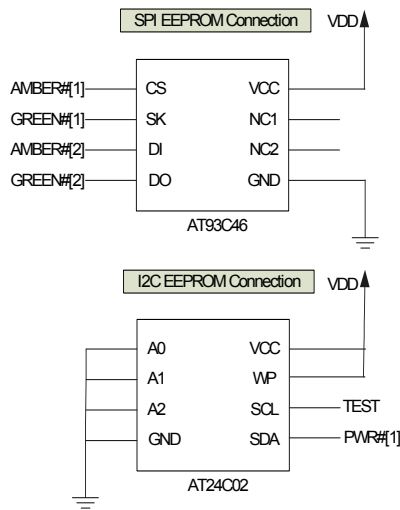 SPI EEPROM Connection VDD
AMBER#[1] CS VCC
GREEN#[1] SK NC1
AMBER#[2] DI NC2
GREEN#[2] DO GND
AT93C46
I2C EEPROM Connection VDD
A0 VCC
A1 WP
A2 SCL TEST
GND SDA PWR#[1]
AT24C02